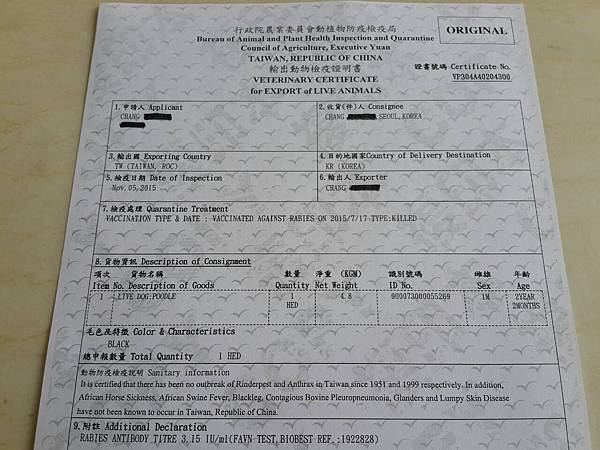 行政院農業委員會動植物防疫檢疫局
Bureau of Animal and Plant Health Inspection and Quarantine
Council of Agriculture, Executive Yuan
TAIWAN, REPUBLIC OF CHINA
輸出動物檢疫證明書
VETERINARY CERTIFICATE
for EXPORT of LIVE ANIMALS
ORIGINAL
證書號碼 Certificate No.
VP304A40204300
1.申請人 Applicant
CHANG
2.收貨(件)人 Consignee
CHANG ,SEOUL,KOREA
3.輸出國 Exporting Country
TW (TAIWAN, ROC)
4.目的地國家Country of Delivery Destination
KR (KOREA)
5.檢疫日期 Date of Inspection
Nov.05,2015
6.輸出人 Exporter
CHANG
7.檢疫處理 Quarantine Treatment
VACCINATION TYPE & DATE : VACCINATED AGAINST RABIES ON 2015/7/17 TYPE:KILLED
8.貨物資訊 Description of Consignment
項次 貨物名稱 數量 淨重 (KGM) 識別號碼 雌雄 年齡
Item No. Description of Goods Quantity Net Weight ID No. Sex Age
1 LIVE DOG:POODLE 1 4.8 900073000055269 1M 2YEAR
HED 2MONTHS
毛色及特徵 Color & Characteristics
BLACK
總申報數量 Total Quantity 1 HED
動物防疫檢疫說明 Sanitary information
It is certified that there has been no outbreak of Rinderpest and Anthrax in Taiwan since 1951 and 1999 respectively. In addition,
African Horse Sickness, African Swine Fever, Blackleg, Contagious Bovine Pleuropneumonia, Glanders and Lumpy Skin Disease
have not been known to occur in Taiwan, Republic of China.
9.附註 Additional Declaration
RABIES ANTIBODY TITRE 3.15 IU/ml(FAVN TEST,BIOBEST REF.:1922828)